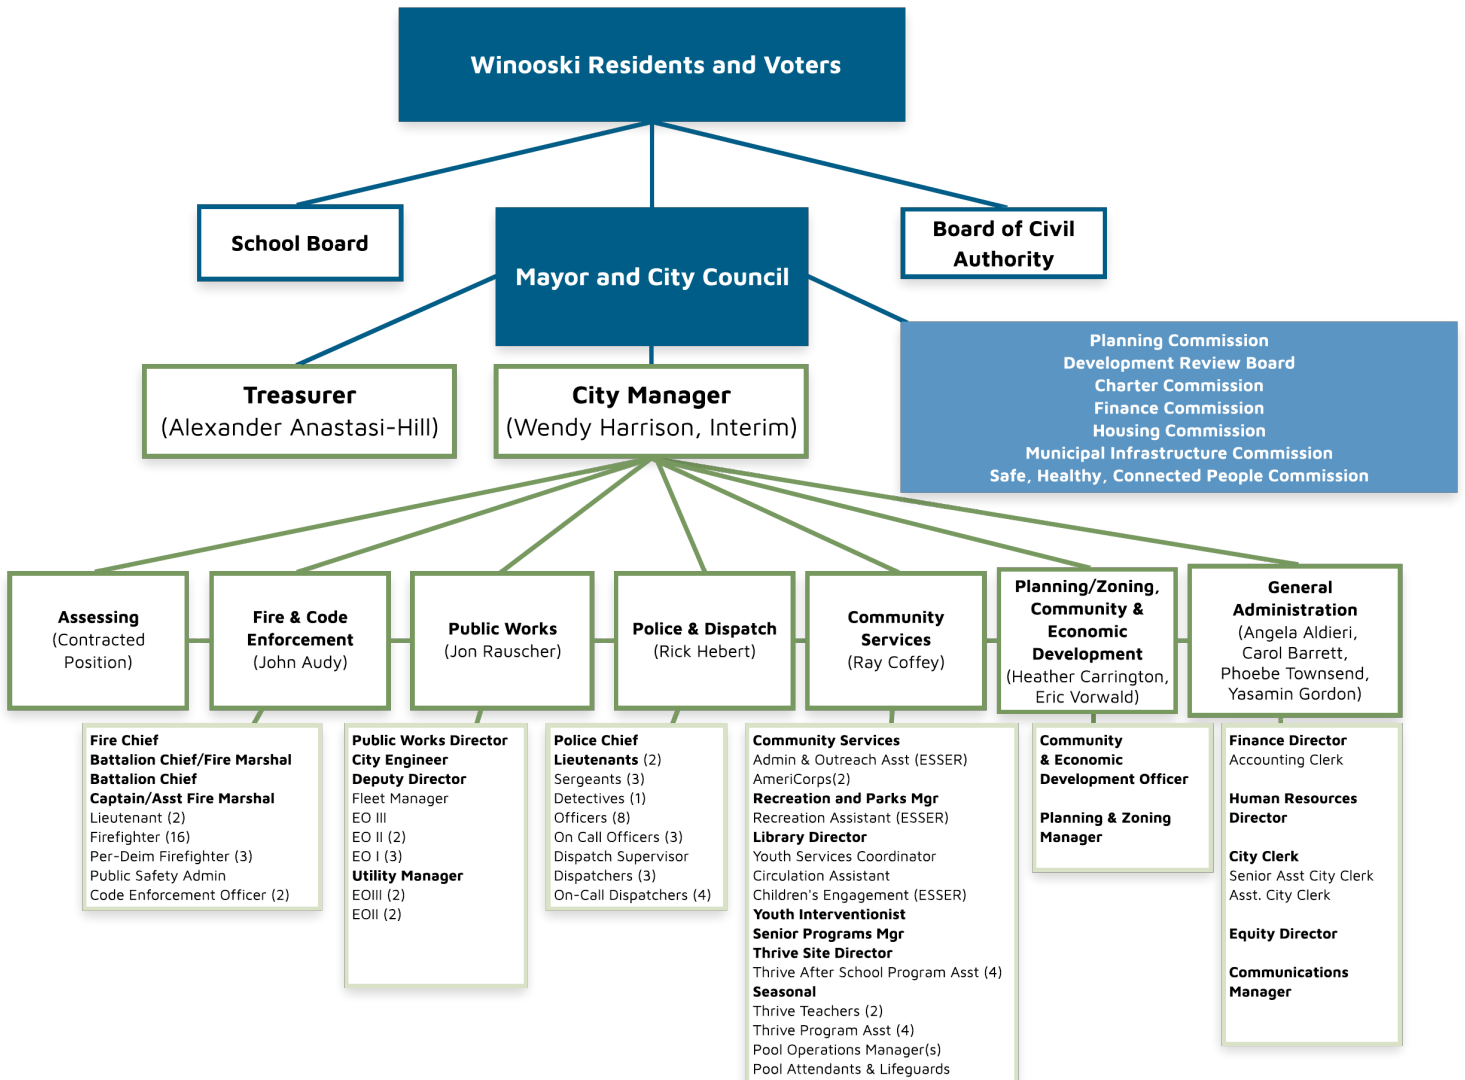 Winooski Residents and Voters
School Board
Mayor and City Council
Board of Civil
Authority
Planning Commission
Development Review Board
Charter Commission
Finance Commission
Housing Commission
Municipal Infrastructure Commission
Safe, Healthy, Connected People Commission
Treasurer
(Alexander Anastasi-Hill)
City Manager
(Wendy Harrison, Interim)
Assessing
(Contracted
Position)
Fire & Code
Enforcement
(John Audy)
Public Works
(Jon Rauscher)
Police & Dispatch
(Rick Hebert)
Community
Services
(Ray Coffey)
Planning/Zoning,
Community &
Economic
Development
(Heather Carrington,
Eric Vorwald)
General
Administration
(Angela Aldieri,
Carol Barrett,
Phoebe Townsend,
Yasamin Gordon)
Fire Chief
Battalion Chief/Fire Marshal
Battalion Chief
Captain/Asst Fire Marshal
Lieutenant (2)
Firefighter (16)
Per-Deim Firefighter (3)
Public Safety Admin
Code Enforcement Officer (2)
Public Works Director
City Engineer
Deputy Director
Fleet Manager
EO III
EO II (2)
EO I (3)
Utility Manager
EOIII (2)
EOII (2)
Police Chief
Lieutenants (2)
Sergeants (3)
Detectives (1)
Officers (8)
On Call Officers (3)
Dispatch Supervisor
Dispatchers (3)
On-Call Dispatchers (4)
Community Services
Admin & Outreach Asst (ESSER)
AmeriCorps(2)
Recreation and Parks Mgr
Recreation Assistant (ESSER)
Library Director
Youth Services Coordinator
Circulation Assistant
Children's Engagement (ESSER)
Youth Interventionist
Senior Programs Mgr
Thrive Site Director
Thrive After School Program Asst (4)
Seasonal
Thrive Teachers (2)
Thrive Program Asst (4)
Pool Operations Manager(s)
Pool Attendants & Lifeguards
Community
& Economic
Development Officer
Planning & Zoning
Manager
Finance Director
Accounting Clerk
Human Resources
Director
City Clerk
Senior Asst City Clerk
Asst. City Clerk
Equity Director
Communications
Manager